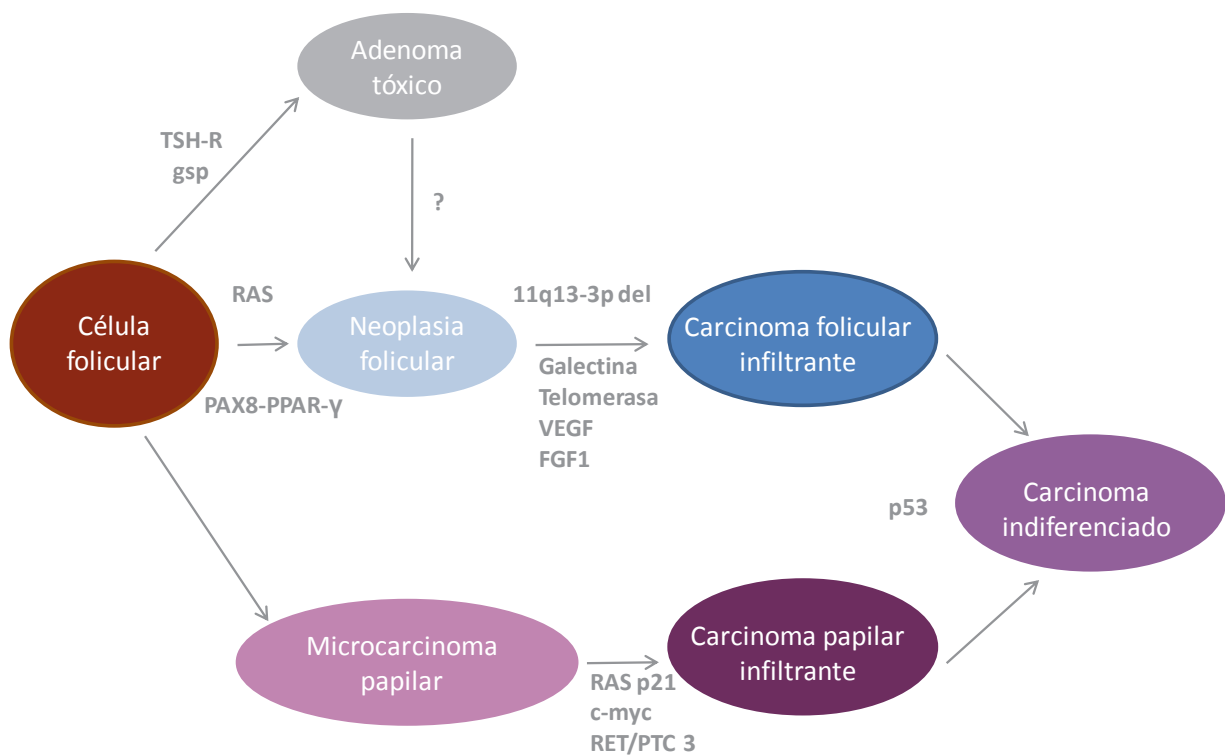 Adenoma
tóxico
TSH-R
gsp
?
Célula
folicular
RAS
PAX8-PPAR-γ
Neoplasia
folicular
11q13-3p del
Galectina
Telomerasa
VEGF
FGF1
Carcinoma folicular
infiltrante
p53
Carcinoma
indiferenciado
Microcarcinoma
papilar
RAS p21
c-myc
RET/PTC 3
Carcinoma papilar
infiltrante